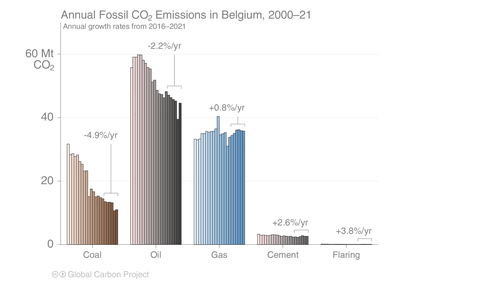 Annual Fossil CO₂ Emissions in Belgium, 2000–21
Annual growth rates from 2016–2021
60 Mt
CO₂
40
20
0
-4.9%/yr
-2.2%/yr
+0.8%/yr
+2.6%/yr
+3.8%/yr
Coal Oil Gas Cement Flaring
Global Carbon Project